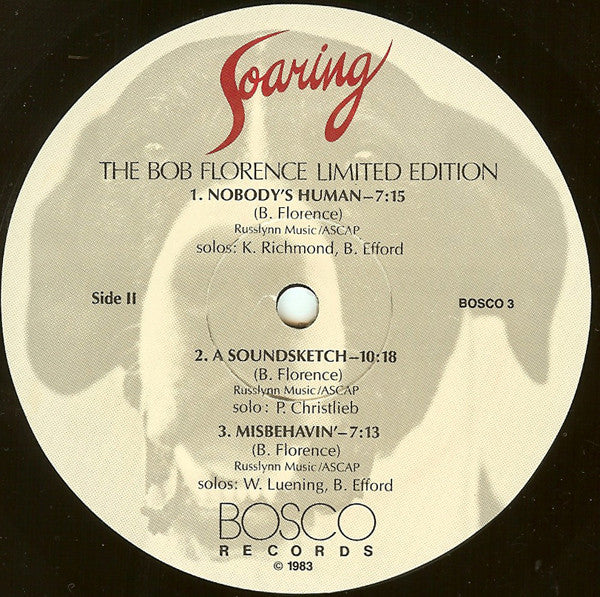 Soaring
THE BOB FLORENCE LIMITED EDITION
1. NOBODY'S HUMAN–7:15
(B. Florence)
Russlynn Music/ASCAP
solos: K. Richmond, B. Efford
Side II
BOSCO 3
2. A SOUNDSKETCH–10:18
(B. Florence)
Russlynn Music/ASCAP
solo: P. Christlieb
3. MISBEHAVIN'–7:13
(B. Florence)
Russlynn Music/ASCAP
solos: W. Luening, B. Efford
BOSCO
RECORDS
© 1983